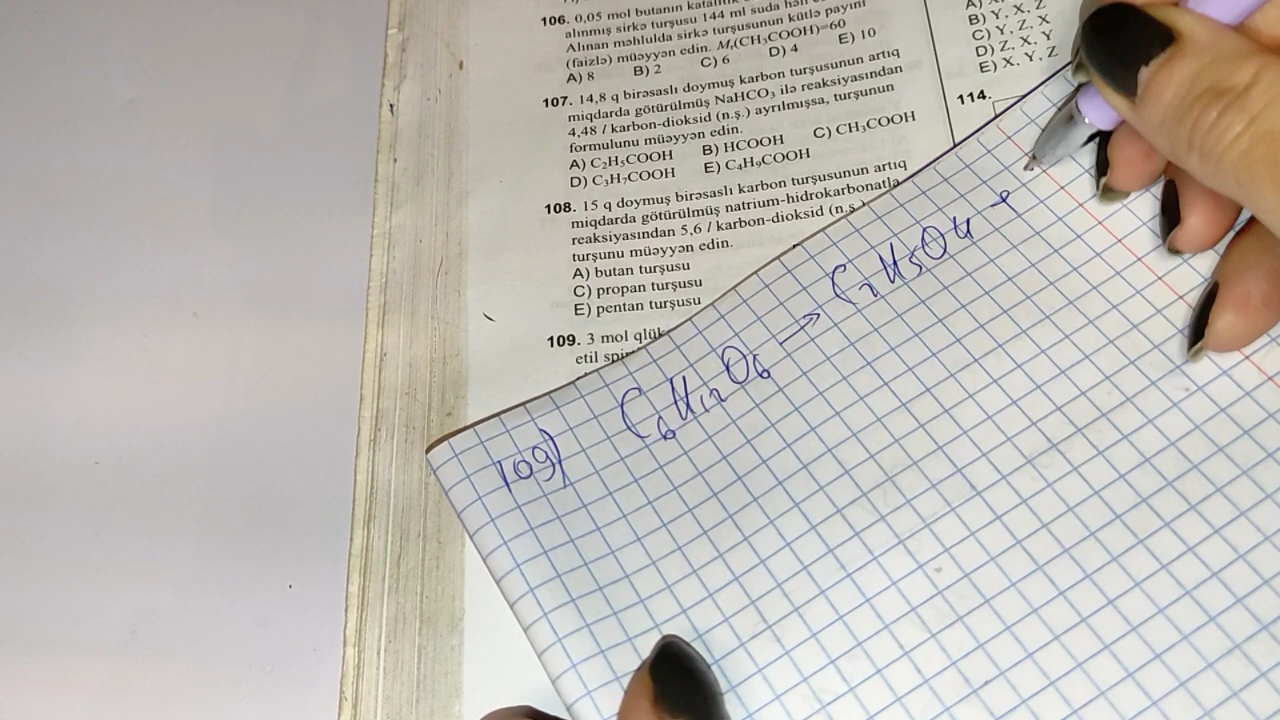 106. 0,05 mol butanın
alınmış sirkə turşusu 144 ml suda
Alınan məhlulda sirkə turşusunun kütlə payını
(faizlə) müəyyən edin. Mᵣ(CH₃COOH)=60
A) 8 B) 2 C) 6 D) 4 E) 10
107. 14,8 q birəsaslı doymuş karbon turşusunun artıq
miqdarda götürülmüş NaHCO₃ ilə reaksiyasından
4,48 l karbon-dioksid (n.ş.) ayrılmışsa, turşunun
formulunu müəyyən edin.
A) C₂H₅COOH B) HCOOH C) CH₃COOH
D) C₃H₇COOH E) C₄H₉COOH
108. 15 q doymuş birəsaslı karbon turşusunun artıq
miqdarda götürülmüş natrium-hidrokarbonatla
reaksiyasından 5,6 l karbon-dioksid (n.ş.)
turşunu müəyyən edin.
A) butan turşusu
C) propan turşusu
E) pentan turşusu
109. 3 mol qlük
etil
B) Y, X, Z
C) Y, Z, X
D) Z, X, Y
E) X, Y, Z
114.
109) C₆H₁₂O₆ → C₂H₅OH